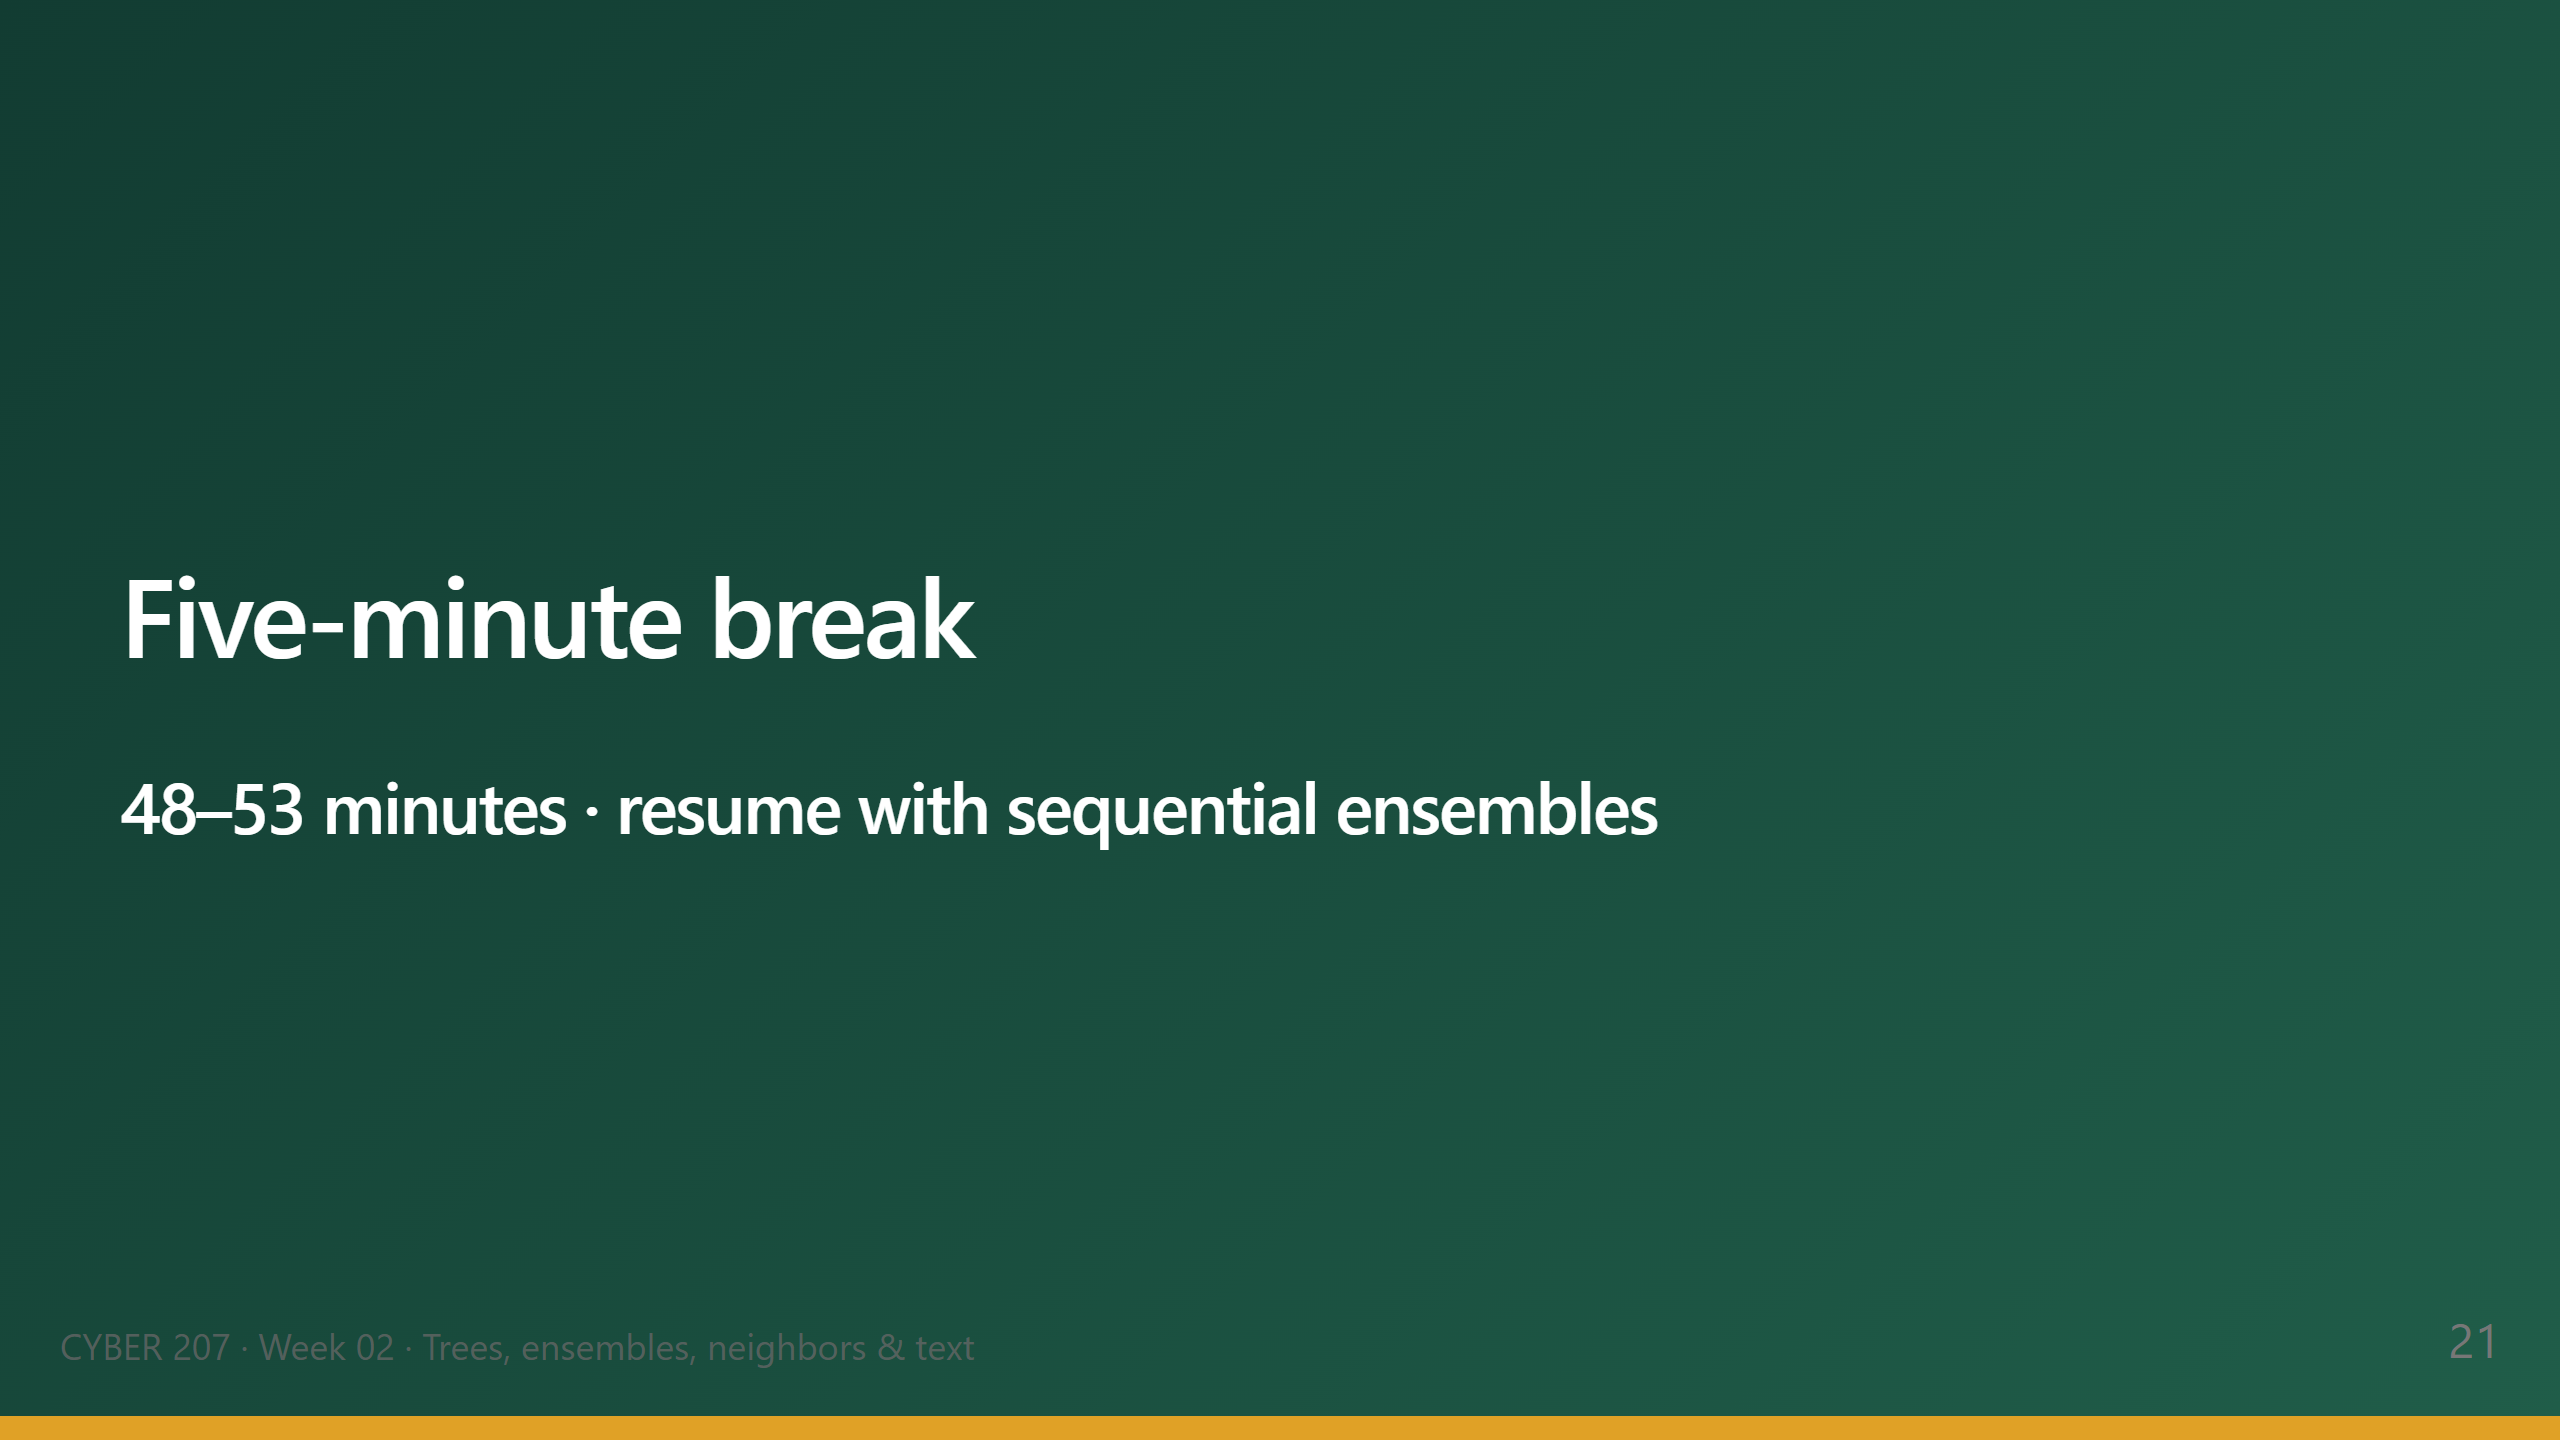 Five-minute break
48–53 minutes · resume with sequential ensembles
CYBER 207 · Week 02 · Trees, ensembles, neighbors & text
21